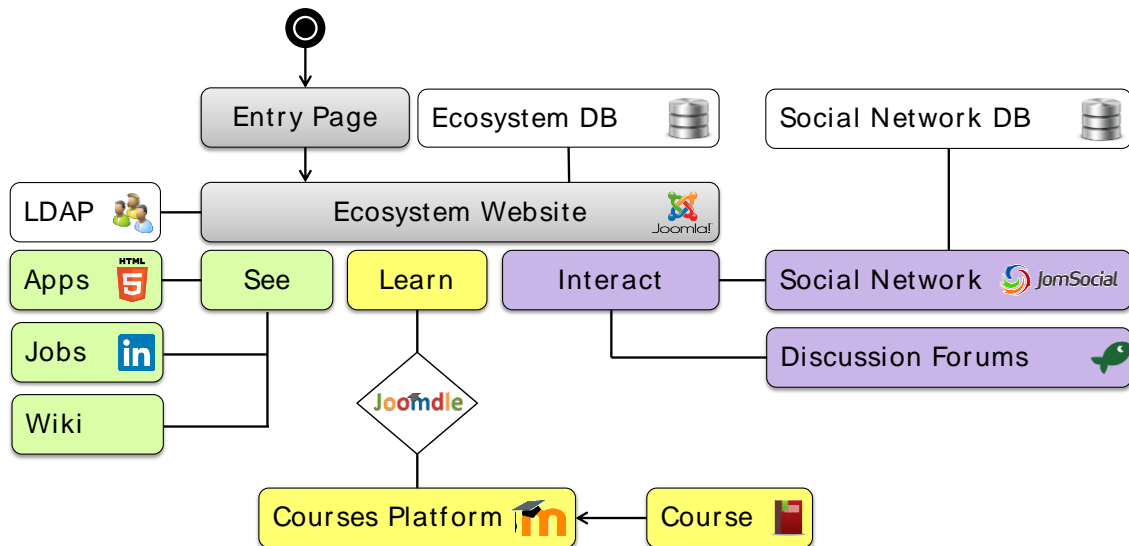 Entry Page
Ecosystem DB
Social Network DB
LDAP
Ecosystem Website
Joomla!
Apps
HTML
5
See
Learn
Interact
Social Network
JomSocial
Jobs
in
Discussion Forums
Joomdle
Wiki
Courses Platform
m
Course